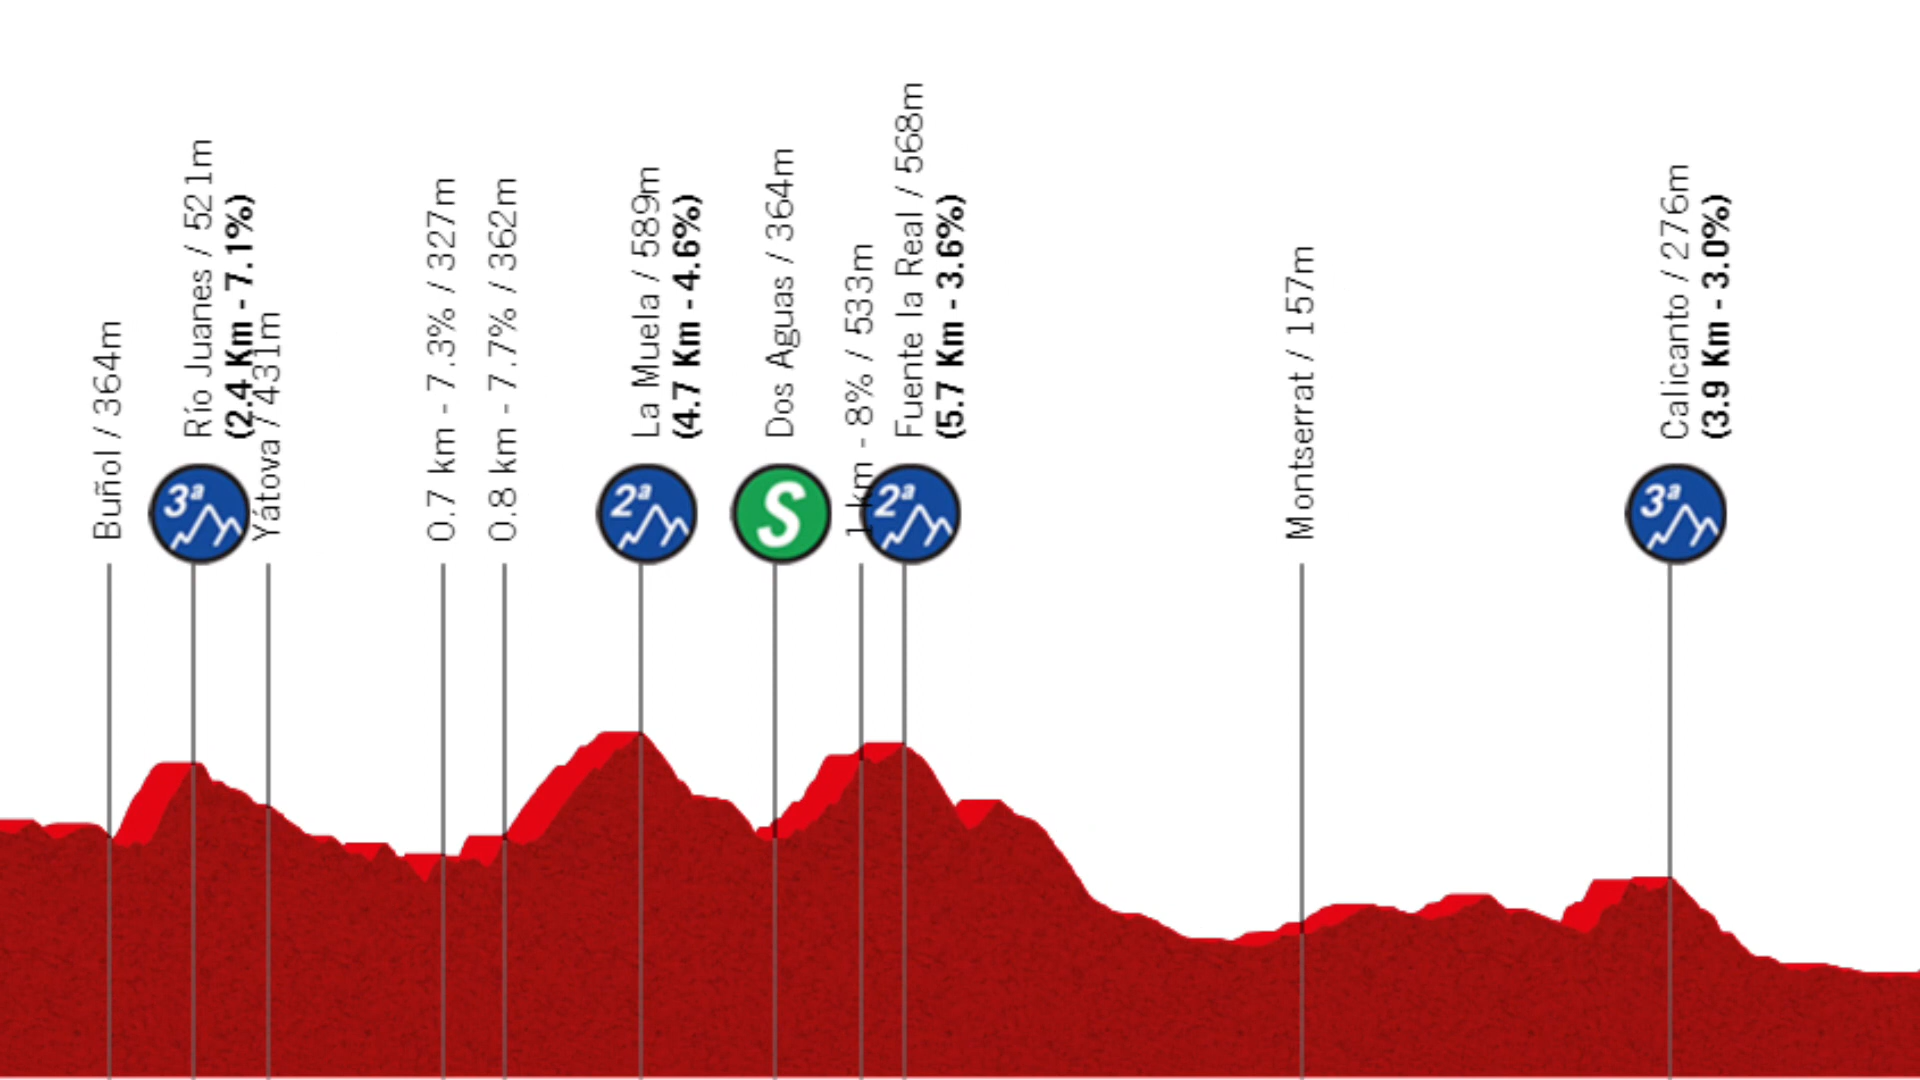 Buñol / 364m
Río Juanes / 521m
(2.4 Km - 7.1%)
3ª
Yátova / 431m
0.7 km - 7.3% / 327m
0.8 km - 7.7% / 362m
La Muela / 589m
(4.7 Km - 4.6%)
2ª
Dos Aguas / 364m
S
1 km - 8% / 533m
Fuente la Real / 568m
(5.7 Km - 3.6%)
2ª
Montserrat / 157m
Calicanto / 276m
(3.9 Km - 3.0%)
3ª